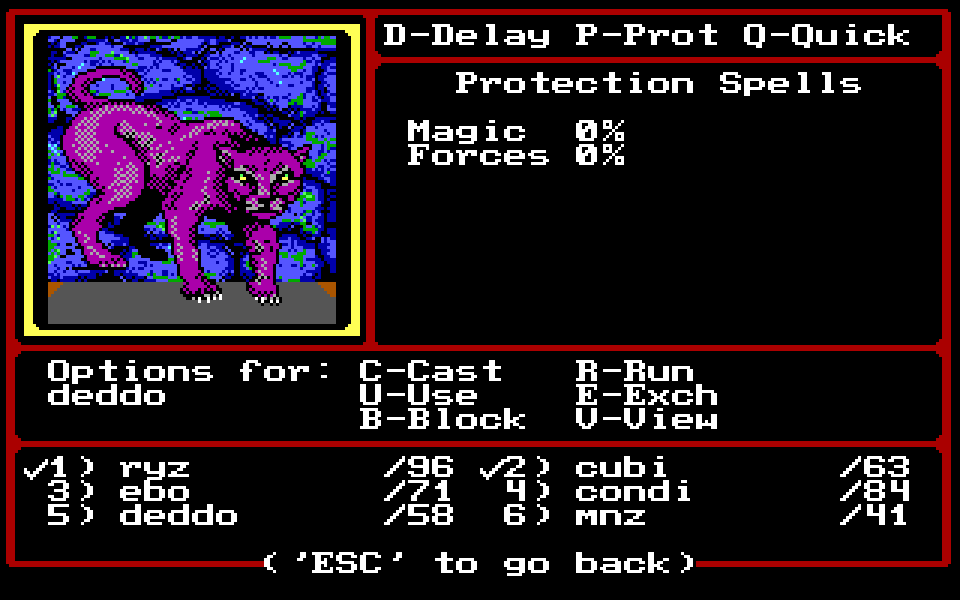 D-Delay P-Prot Q-Quick
Protection Spells
Magic 0%
Forces 0%
Options for: C-Cast R-Run
deddo U-Use E-Exch
B-Block V-View
✓1) ryz /96 ✓2) cubi /63
3) ebo /71 4) condi /84
5) deddo /58 6) mnz /41
('ESC' to go back)